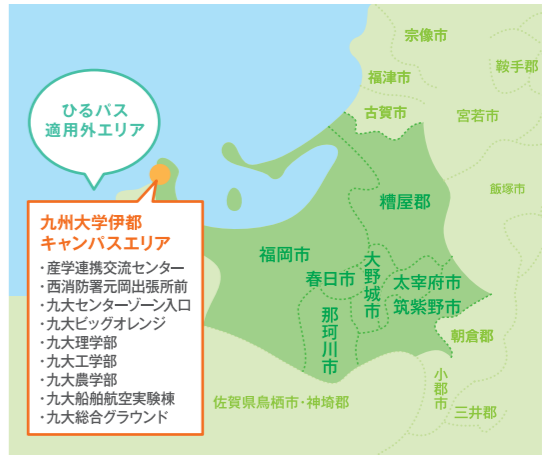 宗像市
鞍手郡
福津市
古賀市
宮若市
ひるパス
適用外エリア
飯塚市
糟屋郡
九州大学伊都
キャンパスエリア
・産学連携交流センター
・西消防署元岡出張所前
・九大センターゾーン入口
・九大ビッグオレンジ
・九大理学部
・九大工学部
・九大農学部
・九大船舶航空実験棟
・九大総合グラウンド
福岡市
春日市
大野城市
太宰府市
筑紫野市
那珂川市
朝倉郡
小郡市
三井郡
佐賀県鳥栖市・神埼郡